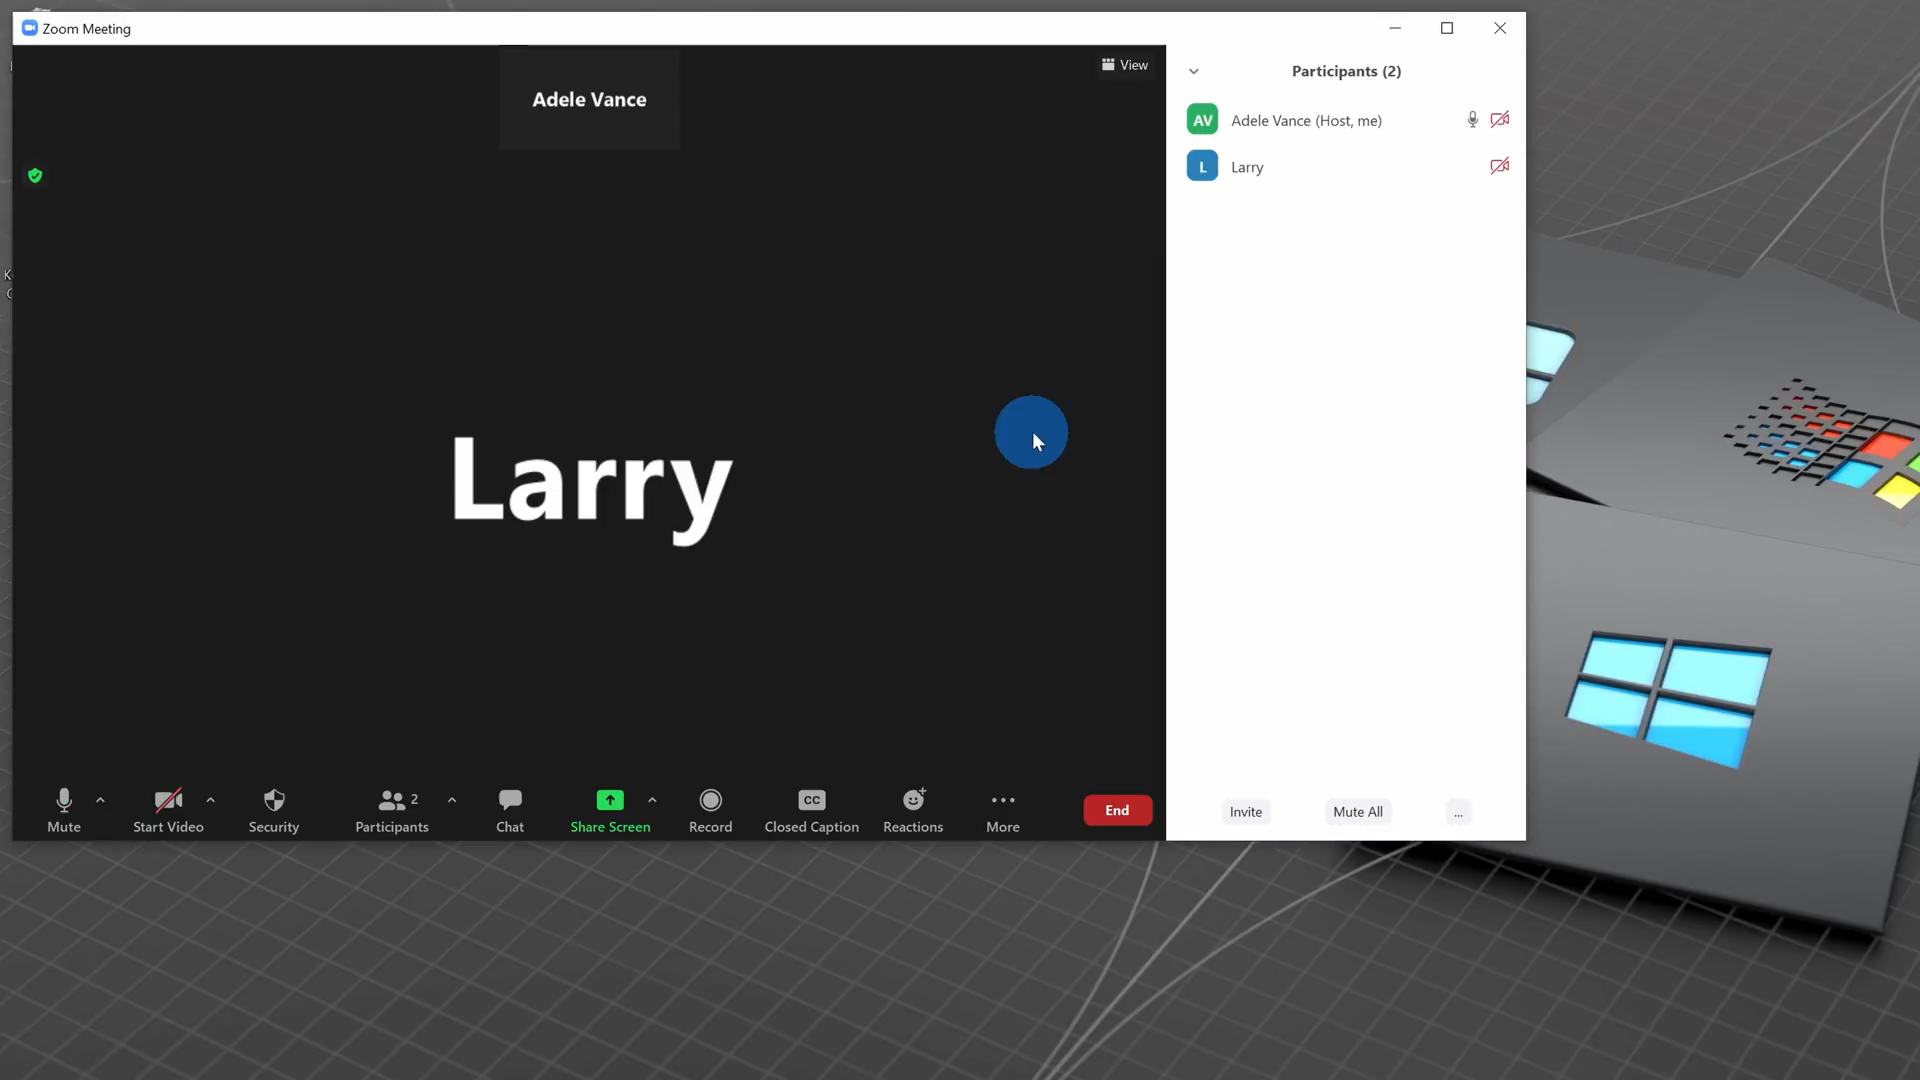 Zoom Meeting
Adele Vance
View
Participants (2)
AV
Adele Vance (Host, me)
L
Larry
Larry
Mute
Start Video
Security
2
Participants
Chat
Share Screen
Record
CC
Closed Caption
Reactions
More
End
Invite
Mute All
...